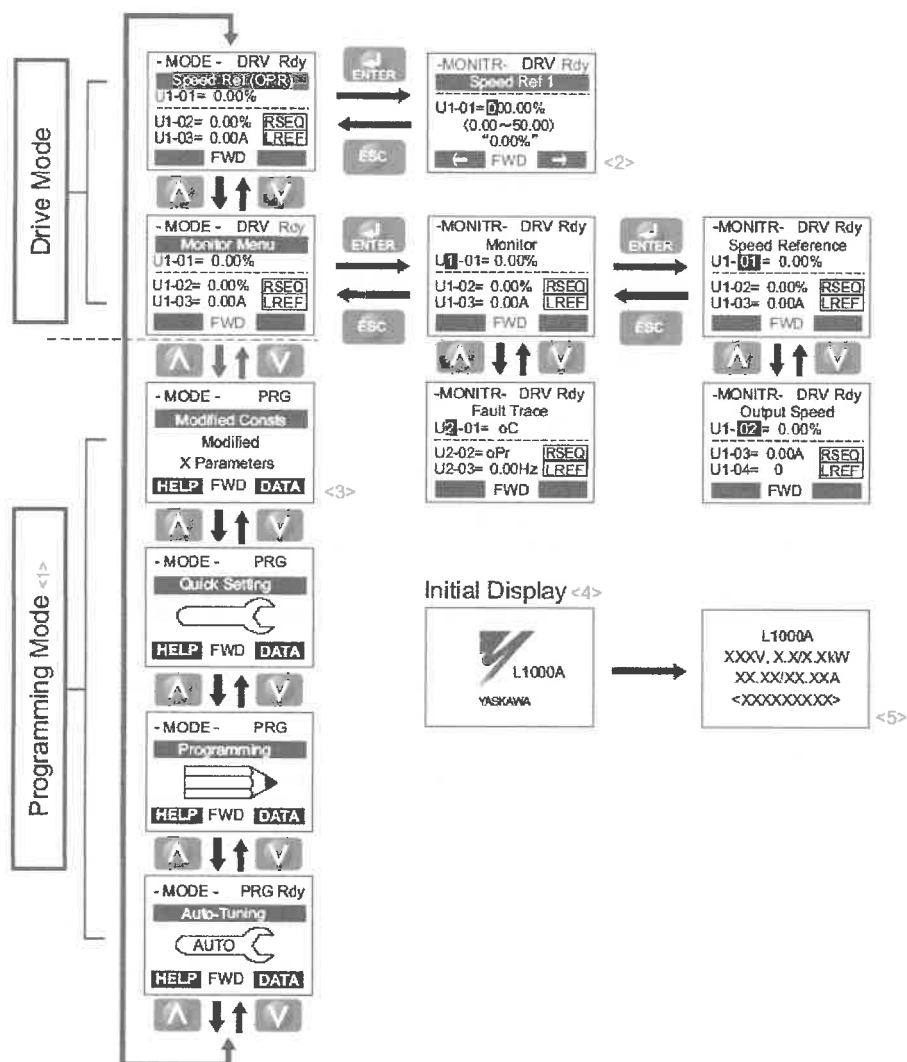 Drive Mode
- MODE - DRV Rdy
Speed Ref (OPR)
U1-01= 0.00%
U1-02= 0.00% RSEQ
U1-03= 0.00A LREF
FWD
ENTER
ESC
-MONITR- DRV Rdy
Speed Ref 1
U1-01=000.00%
(0.00~50.00)
"0.00%"
← FWD →
<2>
Λ V
- MODE - DRV Rdy
Monitor Menu
U1-01= 0.00%
U1-02= 0.00% RSEQ
U1-03= 0.00A LREF
FWD
ENTER
ESC
-MONITR- DRV Rdy
Monitor
U1-01= 0.00%
U1-02= 0.00% RSEQ
U1-03= 0.00A LREF
FWD
ENTER
ESC
-MONITR- DRV Rdy
Speed Reference
U1-01= 0.00%
U1-02= 0.00% RSEQ
U1-03= 0.00A LREF
FWD
Λ V
Λ V
Λ V
-MONITR- DRV Rdy
Fault Trace
U2-01= oC
U2-02= oPr RSEQ
U2-03= 0.00Hz LREF
FWD
-MONITR- DRV Rdy
Output Speed
U1-02= 0.00%
U1-03= 0.00A RSEQ
U1-04= 0 LREF
FWD
Programming Mode <1>
- MODE - PRG
Modified Consts
Modified
X Parameters
HELP FWD DATA
<3>
Λ V
- MODE - PRG
Quick Setting
HELP FWD DATA
Λ V
- MODE - PRG
Programming
HELP FWD DATA
Λ V
- MODE - PRG Rdy
Auto-Tuning
AUTO
HELP FWD DATA
Λ V
Initial Display <4>
L1000A
YASKAWA
L1000A
XXXV, X.X/X.XkW
XX.XX/XX.XXA
<XXXXXXXXX>
<5>